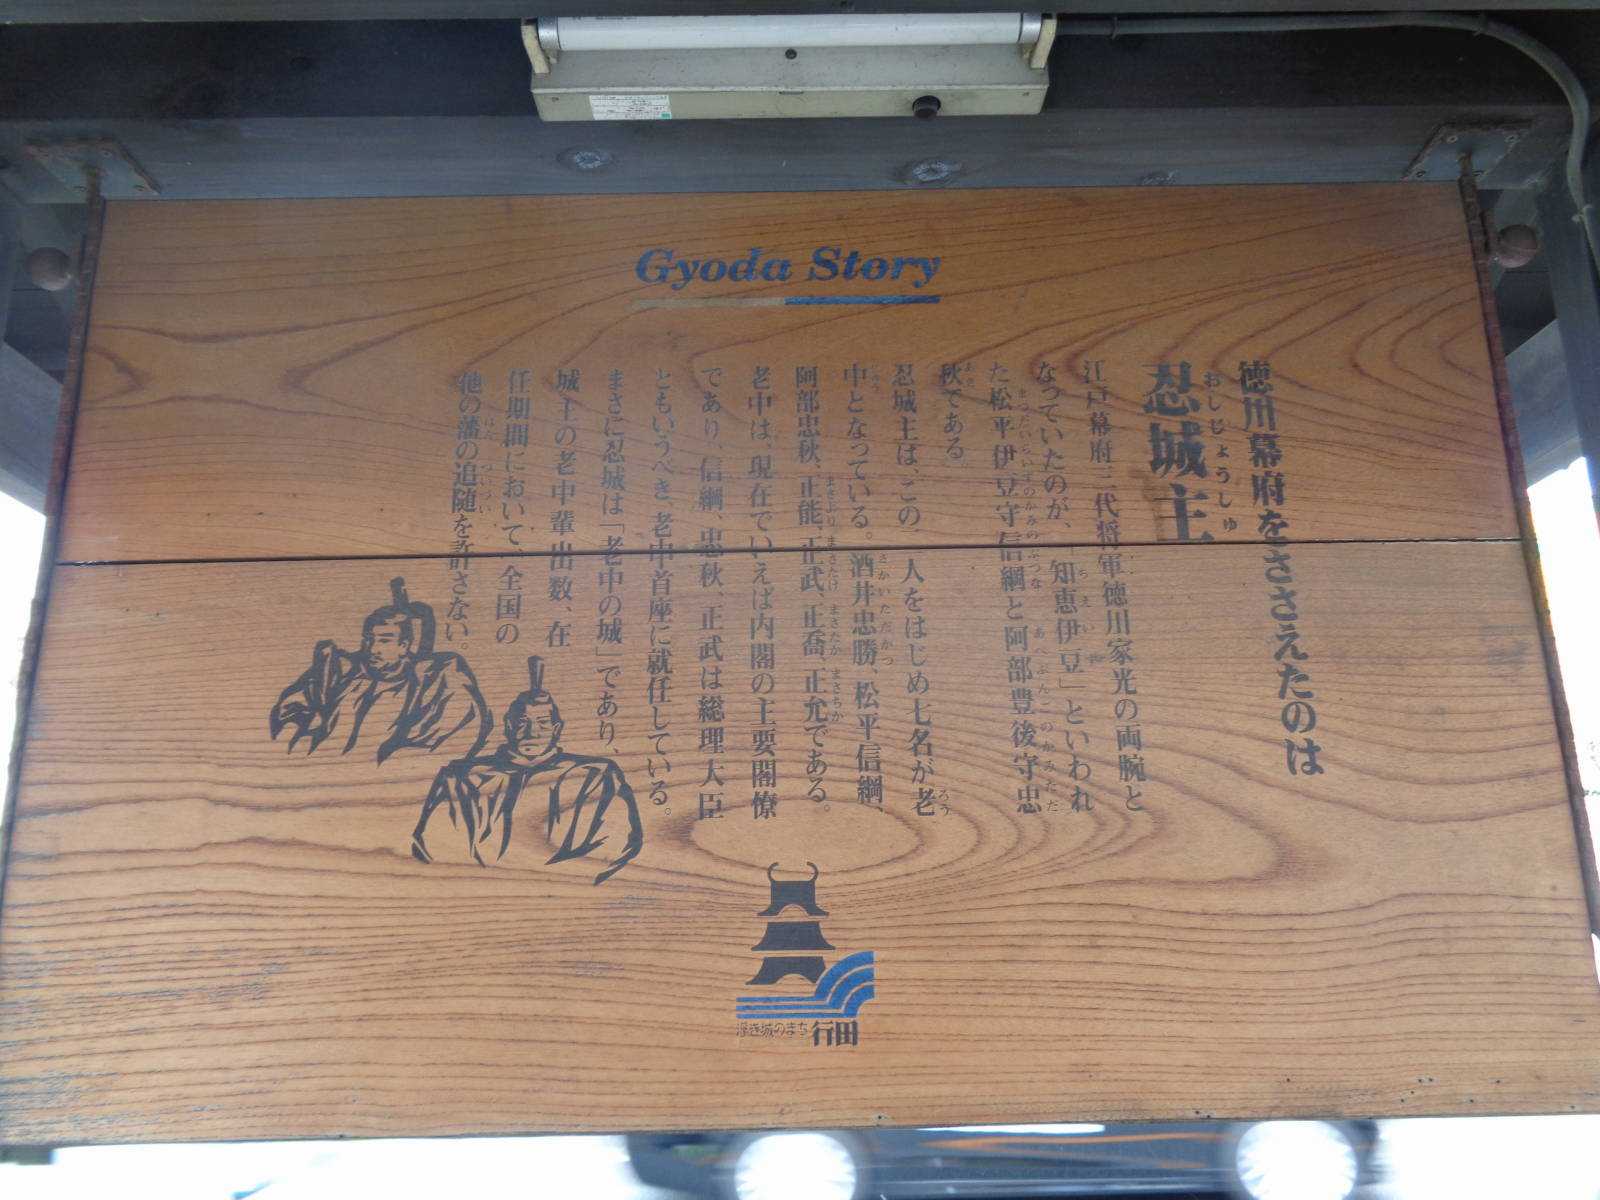 Gyoda Story
徳川幕府をささえたのは
おしじょうしゅ
忍城主
江戸幕府三代将軍徳川家光の両腕と
なっていたのが、「知恵伊豆」といわれ
た松平伊豆守信綱と阿部豊後守忠
秋である
忍城主は、この二人をはじめ七名が老
中となっている。酒井忠勝、松平信綱、
阿部忠秋、正能、正武、正喬、正允である。
老中は、現在でいえば内閣の主要閣僚
であり、信綱、忠秋、正武は総理大臣
ともいうべき、老中首座に就任している。
まさに忍城は「老中の城」であり、
城主の老中輩出数、在
任期間において、全国の
他の藩の追随を許さない。
浮き城のまち行田